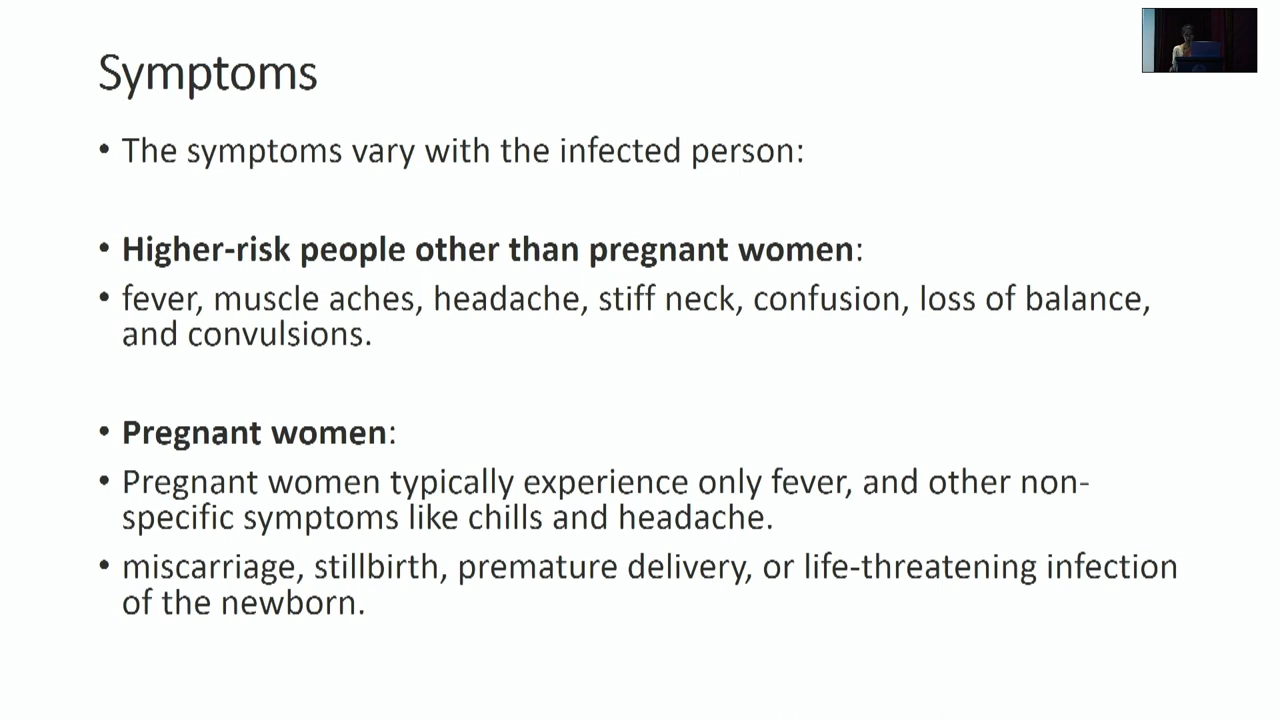 Symptoms
• The symptoms vary with the infected person:
• Higher-risk people other than pregnant women:
• fever, muscle aches, headache, stiff neck, confusion, loss of balance,
and convulsions.
• Pregnant women:
• Pregnant women typically experience only fever, and other non-
specific symptoms like chills and headache.
• miscarriage, stillbirth, premature delivery, or life-threatening infection
of the newborn.